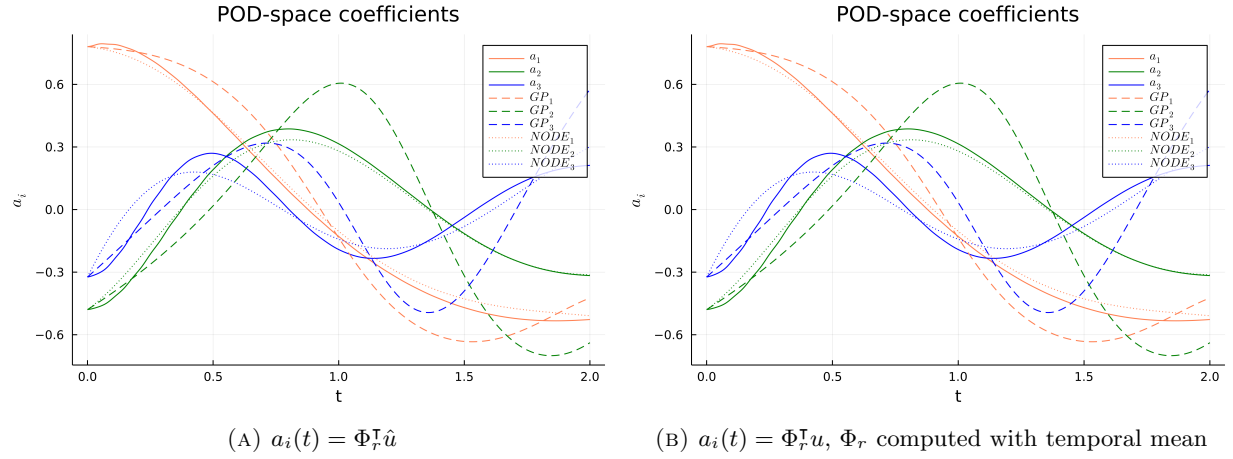 POD-space coefficients
a_i
0.6
0.3
0.0
−0.3
−0.6
0.0 0.5 1.0 1.5 2.0
t
a_1
a_2
a_3
GP_1
GP_2
GP_3
NODE_1
NODE_2
NODE_3
(A) a_i(t) = Φ_r^⊺ û
POD-space coefficients
a_i
0.6
0.3
0.0
−0.3
−0.6
0.0 0.5 1.0 1.5 2.0
t
a_1
a_2
a_3
GP_1
GP_2
GP_3
NODE_1
NODE_2
NODE_3
(B) a_i(t) = Φ_r^⊺ u, Φ_r computed with temporal mean